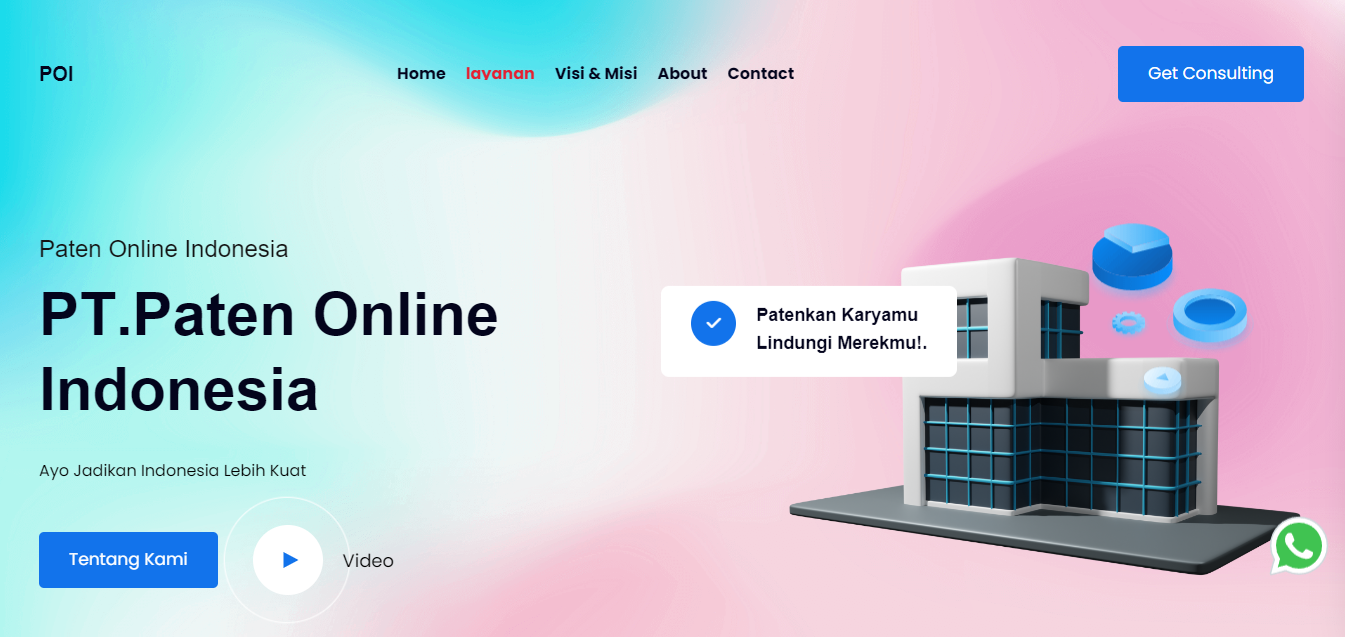 POI
Home layanan Visi & Misi About Contact
Get Consulting
Paten Online Indonesia
PT.Paten Online
Indonesia
Patenkan Karyamu
Lindungi Merekmu!.
Ayo Jadikan Indonesia Lebih Kuat
Tentang Kami
Video